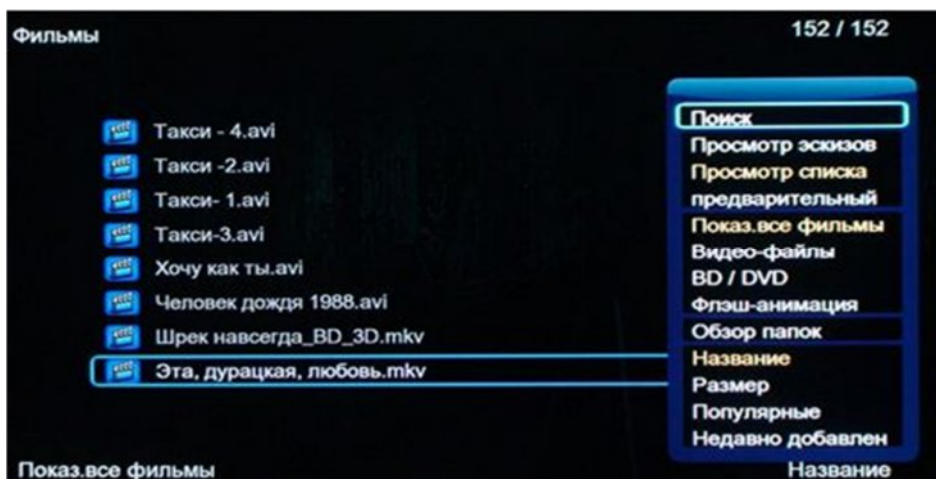 Фильмы
152 / 152
Такси - 4.avi
Такси -2.avi
Такси- 1.avi
Такси-3.avi
Хочу как ты.avi
Человек дождя 1988.avi
Шрек навсегда_BD_3D.mkv
Эта, дурацкая, любовь.mkv
Поиск
Просмотр эскизов
Просмотр списка
предварительный
Показ.все фильмы
Видео-файлы
BD / DVD
Флэш-анимация
Обзор папок
Название
Размер
Популярные
Недавно добавлен
Показ.все фильмы
Название